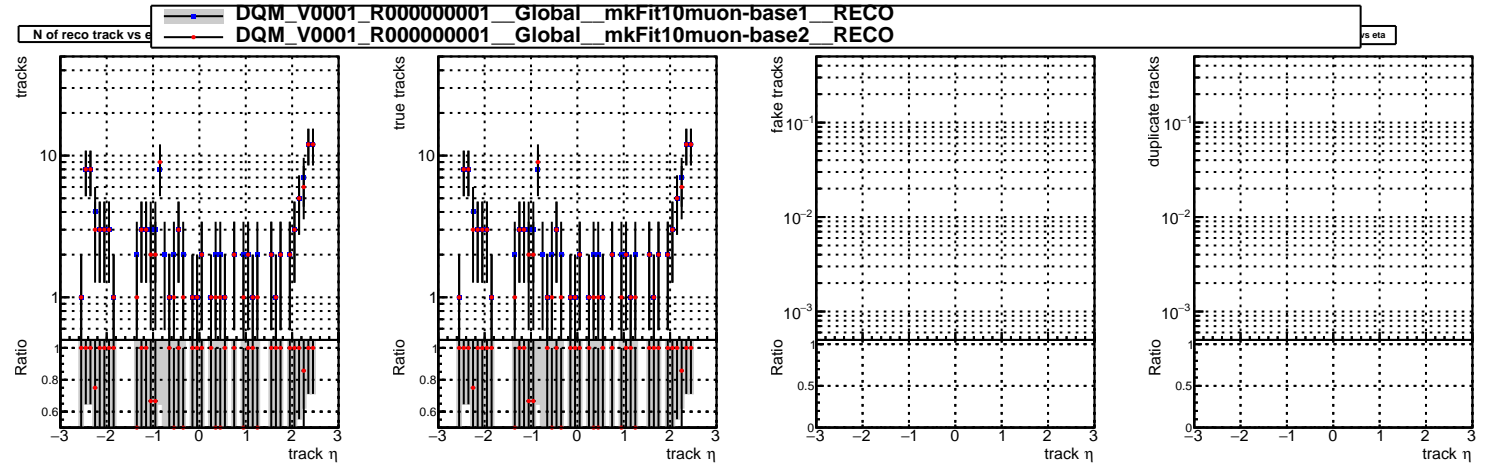 DQM_V0001_R000000001__Global__mkFit10muon-base1__RECO
DQM_V0001_R000000001__Global__mkFit10muon-base2__RECO
N of reco track vs e
vs eta
tracks
10
1
Ratio
1
0.8
0.6
−3 −2 −1 0 1 2 3
track η
true tracks
10
1
Ratio
1
0.8
0.6
−3 −2 −1 0 1 2 3
track η
fake tracks
10−1
10−2
10−3
Ratio
1
0.5
0
−3 −2 −1 0 1 2 3
track η
duplicate tracks
10−1
10−2
10−3
Ratio
1
0.5
0
−3 −2 −1 0 1 2 3
track η